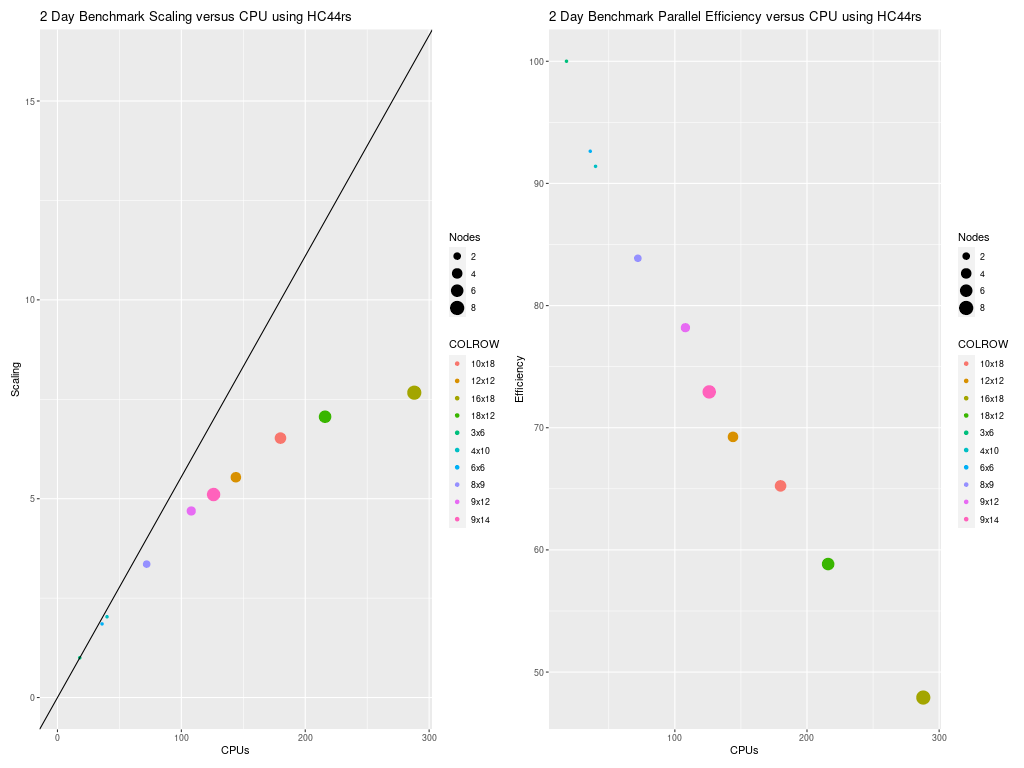 2 Day Benchmark Scaling versus CPU using HC44rs
15
10
5
0
Scaling
0
100
200
300
CPUs
Nodes
2
4
6
8
COLROW
10x18
12x12
16x18
18x12
3x6
4x10
6x6
8x9
9x12
9x14
2 Day Benchmark Parallel Efficiency versus CPU using HC44rs
100
90
80
70
60
50
Efficiency
100
200
300
CPUs
Nodes
2
4
6
8
COLROW
10x18
12x12
16x18
18x12
3x6
4x10
6x6
8x9
9x12
9x14